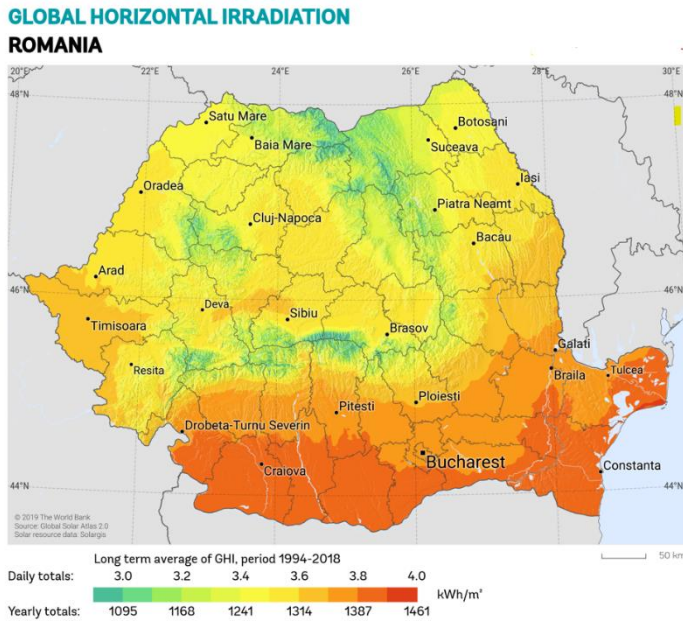 GLOBAL HORIZONTAL IRRADIATION
ROMANIA
20°E 22°E 24°E 26°E 28°E 30°E
48°N 48°N
Satu Mare
Botosani
Baia Mare
Suceava
Iasi
Oradea
Piatra Neamt
Cluj-Napoca
Bacau
Arad
46°N 46°N
Deva
Sibiu
Timisoara
Brasov
Galati
Resita
Braila
Tulcea
Ploiesti
Pitesti
Drobeta-Turnu Severin
Bucharest
Craiova
Constanta
44°N 44°N
© 2019 The World Bank
Source: Global Solar Atlas 2.0
Solar resource data: Solargis
50 km
Long term average of GHI, period 1994-2018
Daily totals: 3.0 3.2 3.4 3.6 3.8 4.0
kWh/m²
Yearly totals: 1095 1168 1241 1314 1387 1461